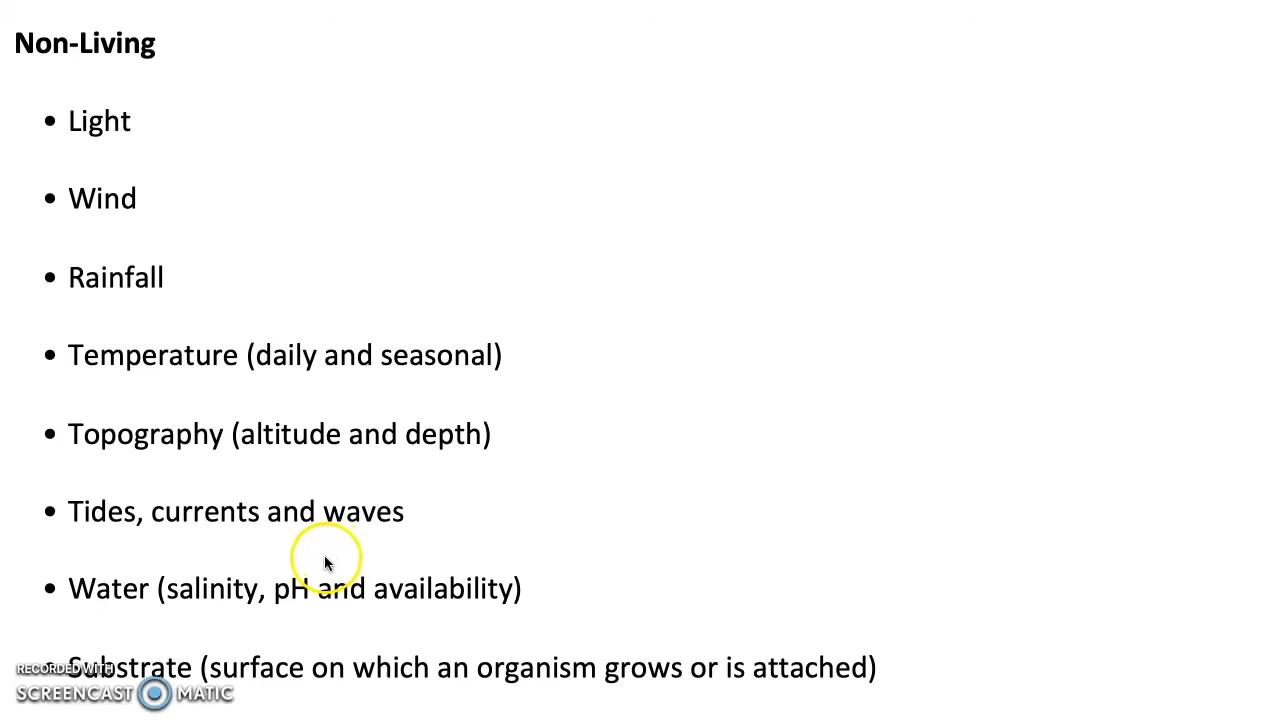 Non-Living
• Light
• Wind
• Rainfall
• Temperature (daily and seasonal)
• Topography (altitude and depth)
• Tides, currents and waves
• Water (salinity, pH and availability)
• Substrate (surface on which an organism grows or is attached)
RECORDED WITH
SCREENCAST MATIC